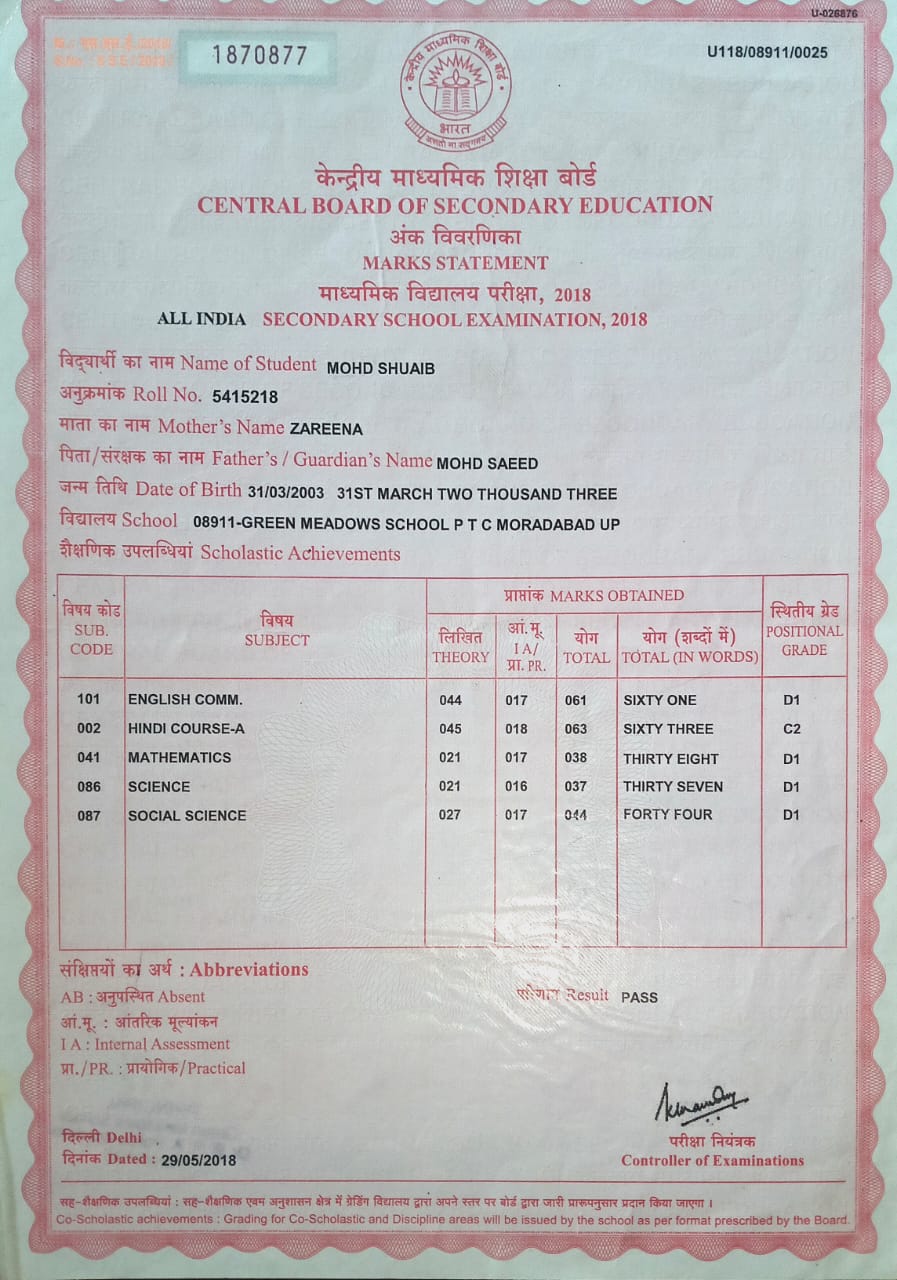 U-026876
1870877
U118/08911/0025
केन्द्रीय माध्यमिक शिक्षा बोर्ड
भारत
असतो मा सद्गमय
केन्द्रीय माध्यमिक शिक्षा बोर्ड
CENTRAL BOARD OF SECONDARY EDUCATION
अंक विवरणिका
MARKS STATEMENT
माध्यमिक विद्यालय परीक्षा, 2018
ALL INDIA SECONDARY SCHOOL EXAMINATION, 2018
विद्यार्थी का नाम Name of Student MOHD SHUAIB
अनुक्रमांक Roll No. 5415218
माता का नाम Mother's Name ZAREENA
पिता/संरक्षक का नाम Father's / Guardian's Name MOHD SAEED
जन्म तिथि Date of Birth 31/03/2003 31ST MARCH TWO THOUSAND THREE
विद्यालय School 08911-GREEN MEADOWS SCHOOL P T C MORADABAD UP
शैक्षणिक उपलब्धियां Scholastic Achievements
विषय कोड SUB. CODE
विषय SUBJECT
प्राप्तांक MARKS OBTAINED
लिखित THEORY
आं.मू. I A/ प्रा. PR.
योग TOTAL
योग (शब्दों में) TOTAL (IN WORDS)
स्थितीय ग्रेड POSITIONAL GRADE
101 ENGLISH COMM. 044 017 061 SIXTY ONE D1
002 HINDI COURSE-A 045 018 063 SIXTY THREE C2
041 MATHEMATICS 021 017 038 THIRTY EIGHT D1
086 SCIENCE 021 016 037 THIRTY SEVEN D1
087 SOCIAL SCIENCE 027 017 044 FORTY FOUR D1
संक्षिप्तियों का अर्थ : Abbreviations
AB : अनुपस्थित Absent
परिणाम Result PASS
आं.मू. : आंतरिक मूल्यांकन
I A : Internal Assessment
प्रा./PR. : प्रायोगिक/Practical
दिल्ली Delhi
दिनांक Dated : 29/05/2018
परीक्षा नियंत्रक
Controller of Examinations
सह-शैक्षणिक उपलब्धियां : सह-शैक्षणिक एवम अनुशासन क्षेत्र में ग्रेडिंग विद्यालय द्वारा अपने स्तर पर बोर्ड द्वारा जारी प्रारूपनुसार प्रदान किया जाएगा ।
Co-Scholastic achievements : Grading for Co-Scholastic and Discipline areas will be issued by the school as per format prescribed by the Board.